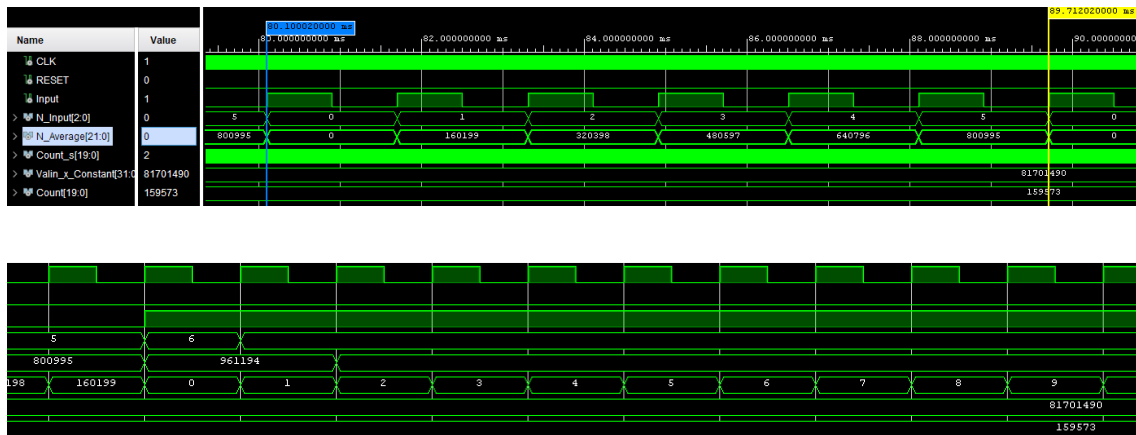 89.712020000 ms
80.100020000 ms
Name Value
80.000000000 ms 82.000000000 ms 84.000000000 ms 86.000000000 ms 88.000000000 ms 90.0000000
CLK 1
RESET 0
Input 1
N_Input[2:0] 0 5 0 1 2 3 4 5 0
N_Average[21:0] 0 800995 0 160199 320398 480597 640796 800995 0
Count_s[19:0] 2
Valin_x_Constant[31:0 81701490 81701490
Count[19:0] 159573 159573
5 6
800995 961194
198 160199 0 1 2 3 4 5 6 7 8 9
81701490
159573